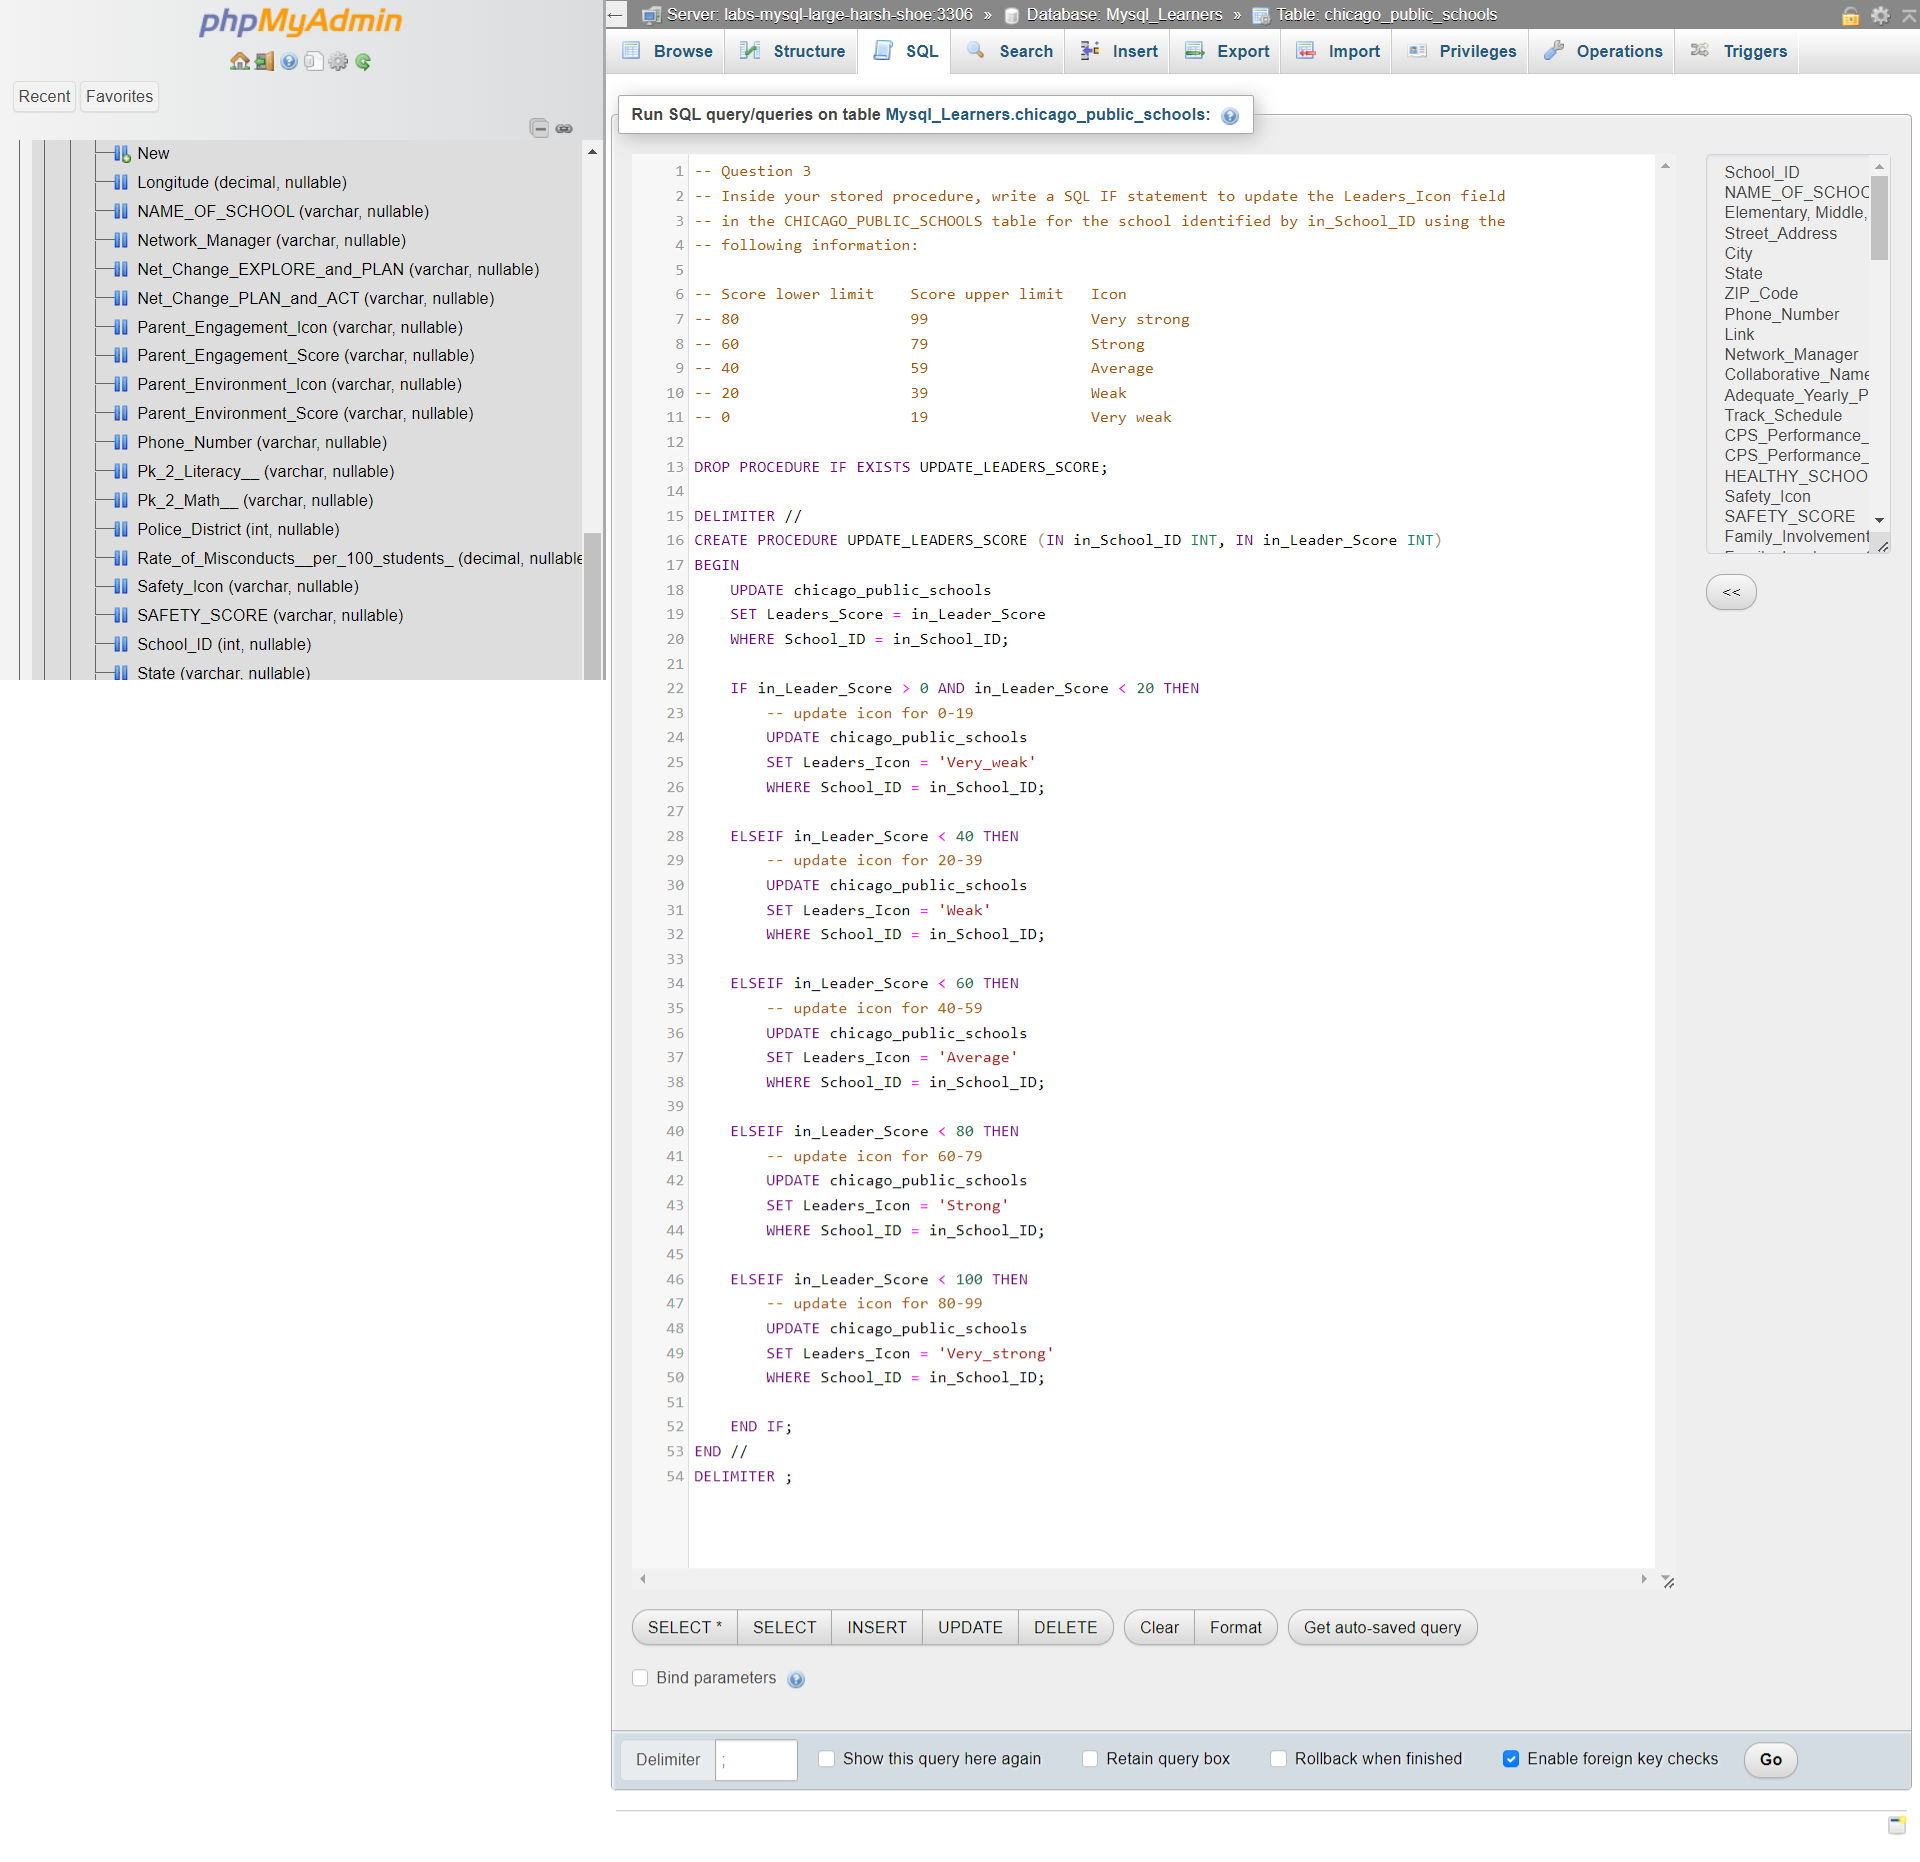 phpMyAdmin
Recent
Favorites
New
Longitude (decimal, nullable)
NAME_OF_SCHOOL (varchar, nullable)
Network_Manager (varchar, nullable)
Net_Change_EXPLORE_and_PLAN (varchar, nullable)
Net_Change_PLAN_and_ACT (varchar, nullable)
Parent_Engagement_Icon (varchar, nullable)
Parent_Engagement_Score (varchar, nullable)
Parent_Environment_Icon (varchar, nullable)
Parent_Environment_Score (varchar, nullable)
Phone_Number (varchar, nullable)
Pk_2_Literacy__ (varchar, nullable)
Pk_2_Math__ (varchar, nullable)
Police_District (int, nullable)
Rate_of_Misconducts__per_100_students_ (decimal, nullable
Safety_Icon (varchar, nullable)
SAFETY_SCORE (varchar, nullable)
School_ID (int, nullable)
State (varchar, nullable)
Server: labs-mysql-large-harsh-shoe:3306 » Database: Mysql_Learners » Table: chicago_public_schools
Browse Structure SQL Search Insert Export Import Privileges Operations Triggers
Run SQL query/queries on table Mysql_Learners.chicago_public_schools:
1 -- Question 3
2 -- Inside your stored procedure, write a SQL IF statement to update the Leaders_Icon field
3 -- in the CHICAGO_PUBLIC_SCHOOLS table for the school identified by in_School_ID using the
4 -- following information:
5
6 -- Score lower limit    Score upper limit   Icon
7 -- 80                   99                  Very strong
8 -- 60                   79                  Strong
9 -- 40                   59                  Average
10 -- 20                   39                  Weak
11 -- 0                    19                  Very weak
12
13 DROP PROCEDURE IF EXISTS UPDATE_LEADERS_SCORE;
14
15 DELIMITER //
16 CREATE PROCEDURE UPDATE_LEADERS_SCORE (IN in_School_ID INT, IN in_Leader_Score INT)
17 BEGIN
18     UPDATE chicago_public_schools
19     SET Leaders_Score = in_Leader_Score
20     WHERE School_ID = in_School_ID;
21
22     IF in_Leader_Score > 0 AND in_Leader_Score < 20 THEN
23         -- update icon for 0-19
24         UPDATE chicago_public_schools
25         SET Leaders_Icon = 'Very_weak'
26         WHERE School_ID = in_School_ID;
27
28     ELSEIF in_Leader_Score < 40 THEN
29         -- update icon for 20-39
30         UPDATE chicago_public_schools
31         SET Leaders_Icon = 'Weak'
32         WHERE School_ID = in_School_ID;
33
34     ELSEIF in_Leader_Score < 60 THEN
35         -- update icon for 40-59
36         UPDATE chicago_public_schools
37         SET Leaders_Icon = 'Average'
38         WHERE School_ID = in_School_ID;
39
40     ELSEIF in_Leader_Score < 80 THEN
41         -- update icon for 60-79
42         UPDATE chicago_public_schools
43         SET Leaders_Icon = 'Strong'
44         WHERE School_ID = in_School_ID;
45
46     ELSEIF in_Leader_Score < 100 THEN
47         -- update icon for 80-99
48         UPDATE chicago_public_schools
49         SET Leaders_Icon = 'Very_strong'
50         WHERE School_ID = in_School_ID;
51
52     END IF;
53 END //
54 DELIMITER ;
School_ID
NAME_OF_SCHOO
Elementary, Middle,
Street_Address
City
State
ZIP_Code
Phone_Number
Link
Network_Manager
Collaborative_Name
Adequate_Yearly_P
Track_Schedule
CPS_Performance_
CPS_Performance_
HEALTHY_SCHOO
Safety_Icon
SAFETY_SCORE
Family_Involvement
<<
SELECT * SELECT INSERT UPDATE DELETE Clear Format Get auto-saved query
Bind parameters
Delimiter ; Show this query here again Retain query box Rollback when finished Enable foreign key checks Go